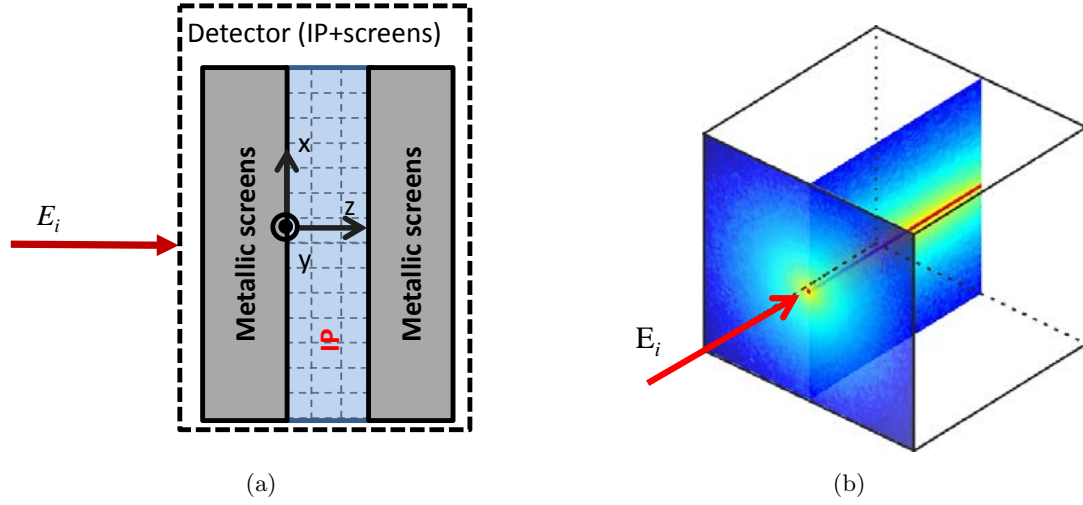 Detector (IP+screens)
Metallic screens
x
z
y
IP
Metallic screens
E_i
E_i
(a)
(b)